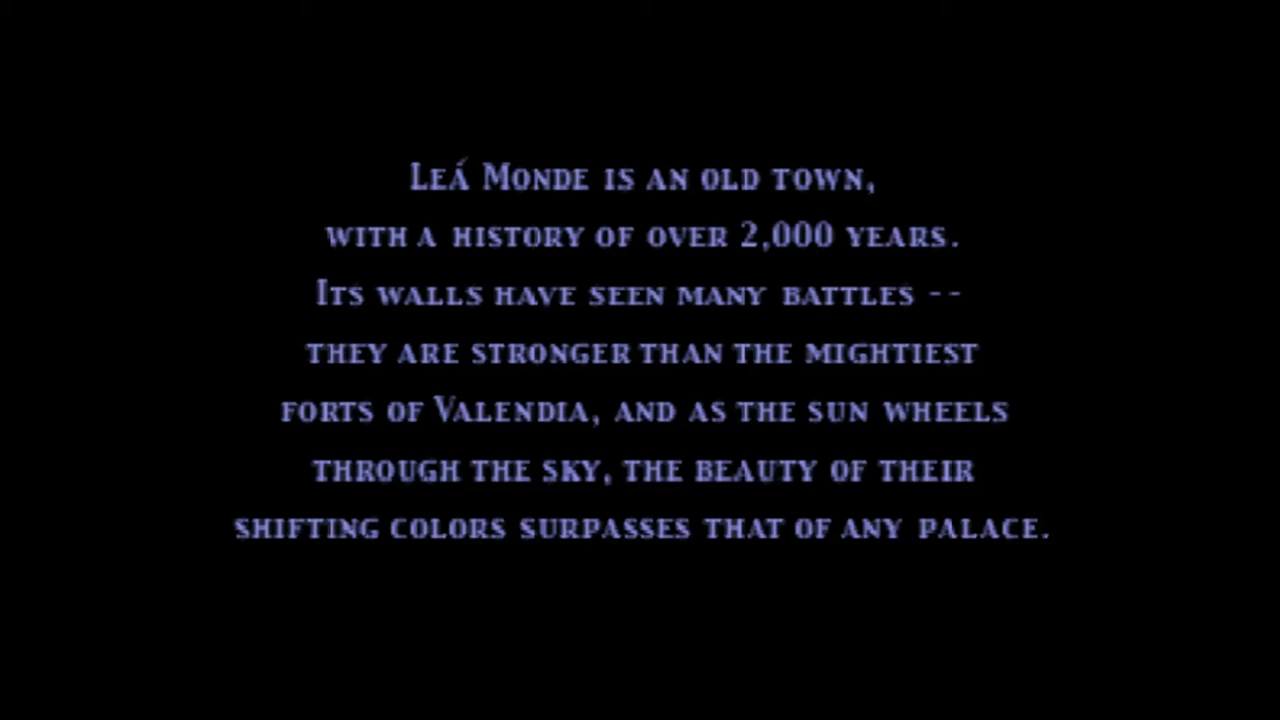 Leá Monde is an old town,
with a history of over 2,000 years.
Its walls have seen many battles --
they are stronger than the mightiest
forts of Valendia, and as the sun wheels
through the sky, the beauty of their
shifting colors surpasses that of any palace.